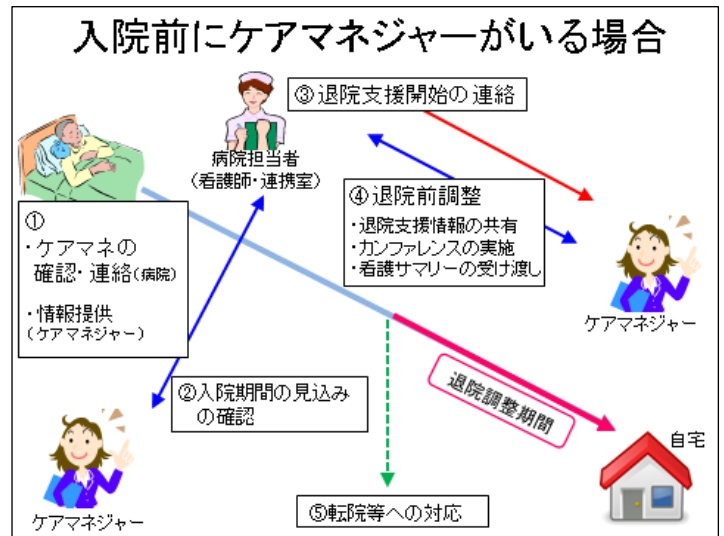 入院前にケアマネジャーがいる場合
③退院支援開始の連絡
病院担当者
(看護師・連携室)
①
・ケアマネの
確認・連絡(病院)
・情報提供
(ケアマネジャー)
④退院前調整
・退院支援情報の共有
・カンファレンスの実施
・看護サマリーの受け渡し
ケアマネジャー
②入院期間の見込み
の確認
退院調整期間
自宅
ケアマネジャー
⑤転院等への対応